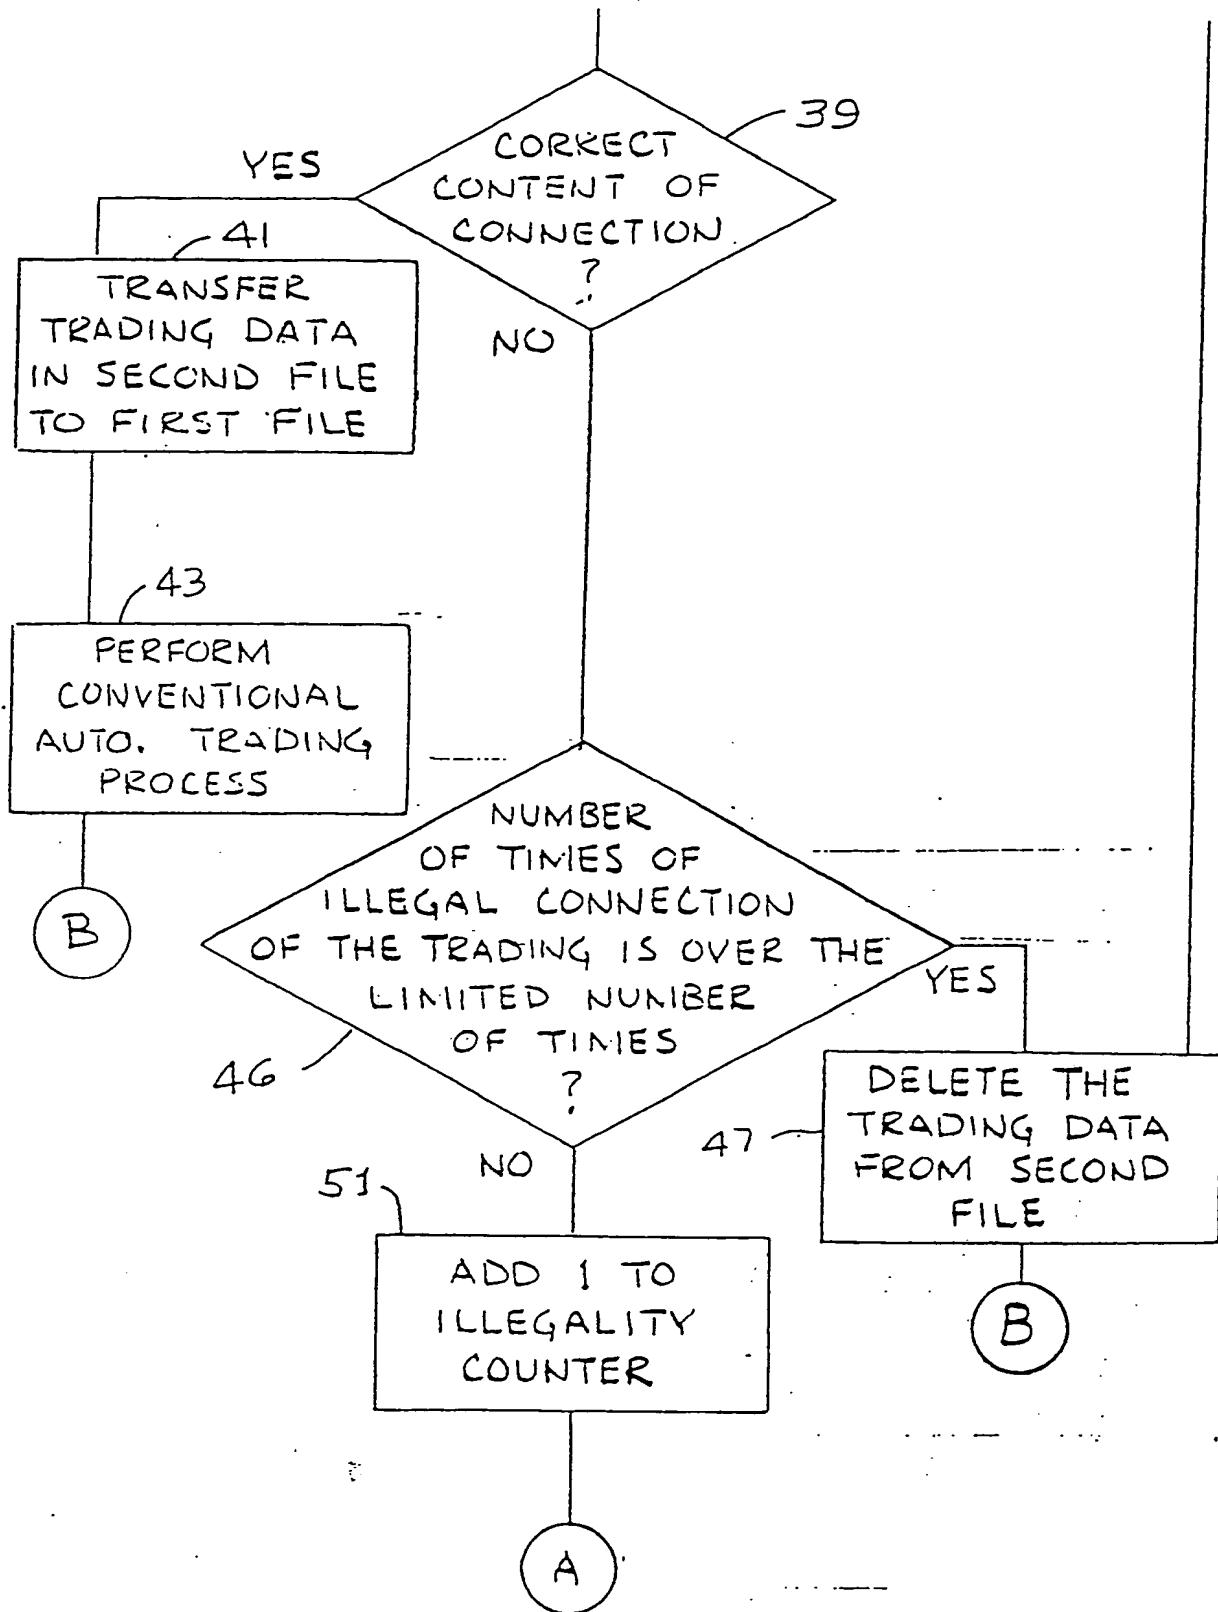 39
CORRECT
CONTENT OF
CONNECTION
?
YES
NO
41
TRANSFER
TRADING DATA
IN SECOND FILE
TO FIRST FILE
43
PERFORM
CONVENTIONAL
AUTO. TRADING
PROCESS
B
NUMBER
OF TIMES OF
ILLEGAL CONNECTION
OF THE TRADING IS OVER THE
LIMITED NUMBER
OF TIMES
?
46
YES
NO
47
DELETE THE
TRADING DATA
FROM SECOND
FILE
B
51
ADD 1 TO
ILLEGALITY
COUNTER
A